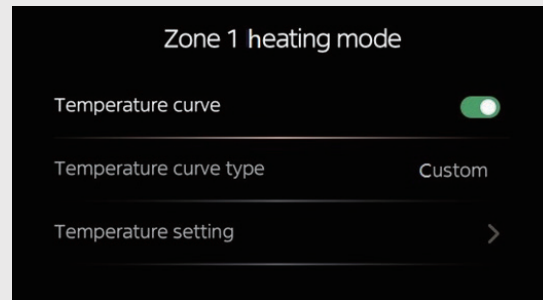 Zone 1 heating mode
Temperature curve
Temperature curve type Custom
Temperature setting